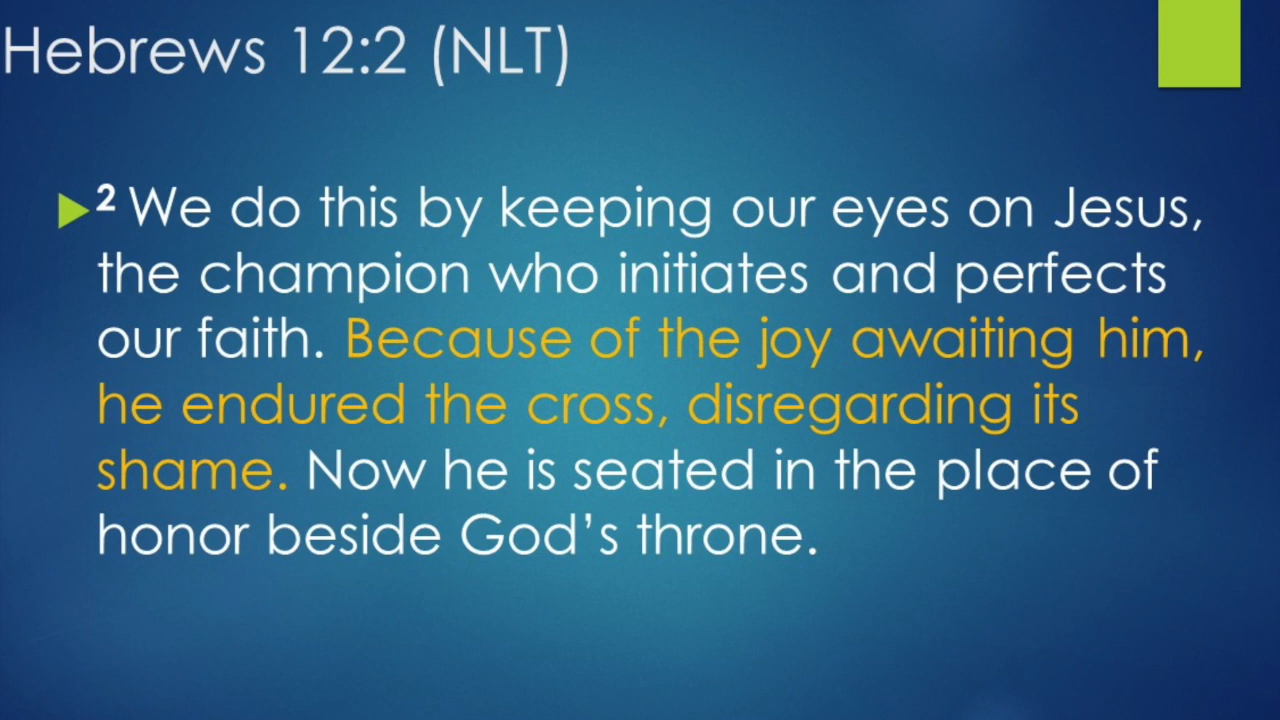 Hebrews 12:2 (NLT)
2 We do this by keeping our eyes on Jesus,
the champion who initiates and perfects
our faith. Because of the joy awaiting him,
he endured the cross, disregarding its
shame. Now he is seated in the place of
honor beside God’s throne.